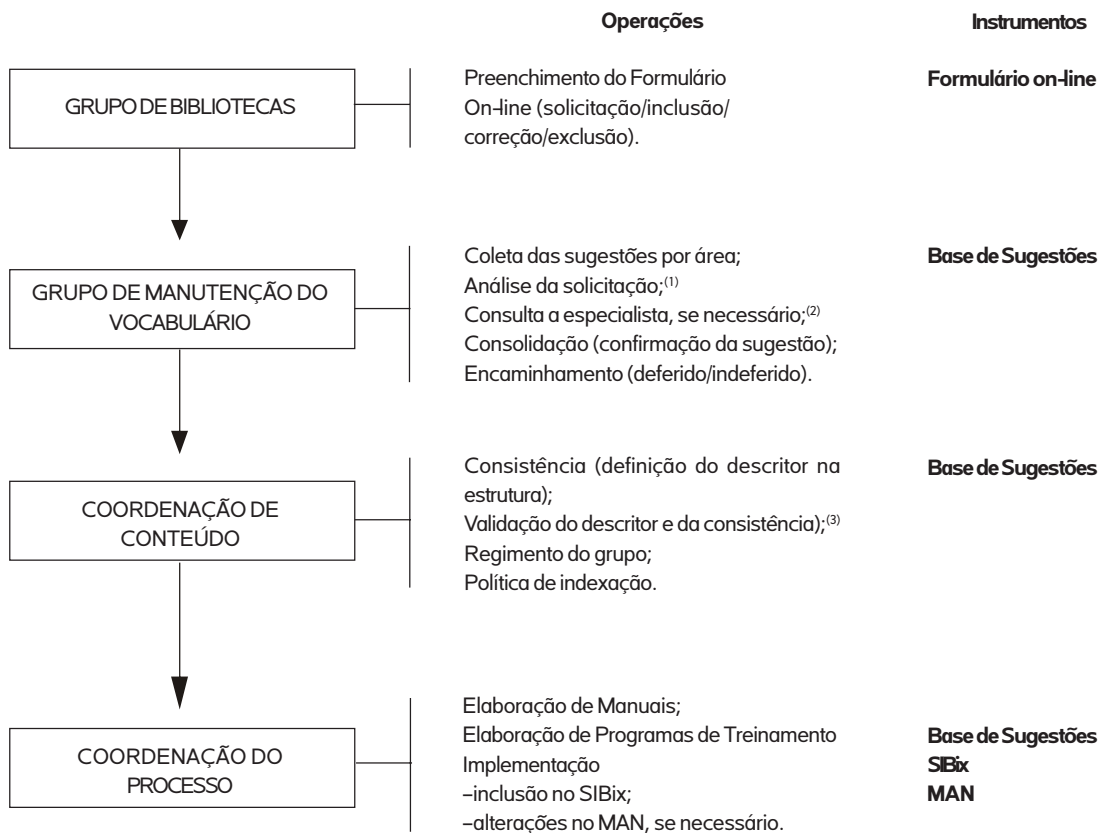 Operações
Instrumentos
GRUPO DE BIBLIOTECAS
Preenchimento do Formulário
On-line (solicitação/inclusão/
correção/exclusão).
Formulário on-line
GRUPO DE MANUTENÇÃO DO
VOCABULÁRIO
Coleta das sugestões por área;
Análise da solicitação;(1)
Consulta a especialista, se necessário;(2)
Consolidação (confirmação da sugestão);
Encaminhamento (deferido/indeferido).
Base de Sugestões
COORDENAÇÃO DE
CONTEÚDO
Consistência (definição do descritor na
estrutura);
Validação do descritor e da consistência);(3)
Regimento do grupo;
Política de indexação.
Base de Sugestões
COORDENAÇÃO DO
PROCESSO
Elaboração de Manuais;
Elaboração de Programas de Treinamento
Implementação
–inclusão no SIBix;
–alterações no MAN, se necessário.
Base de Sugestões
SIBix
MAN